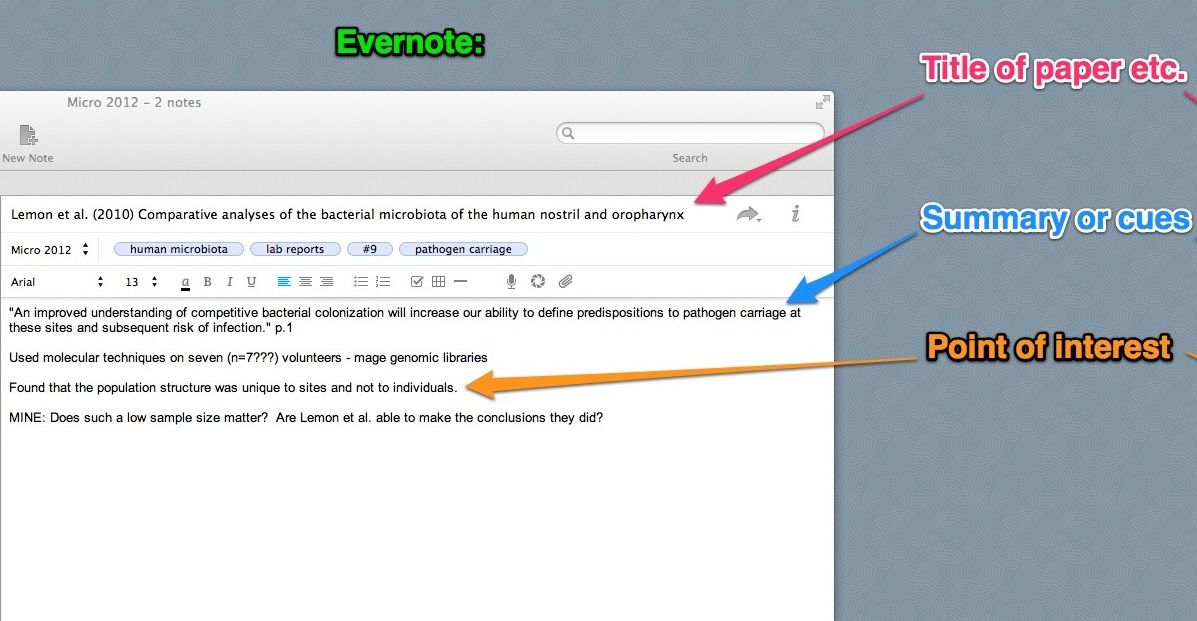 Evernote:
Title of paper etc.
Micro 2012 – 2 notes
New Note
Search
Lemon et al. (2010) Comparative analyses of the bacterial microbiota of the human nostril and oropharynx
Summary or cues
Micro 2012 human microbiota lab reports #9 pathogen carriage
Arial 13 a B I U
"An improved understanding of competitive bacterial colonization will increase our ability to define predispositions to pathogen carriage at
these sites and subsequent risk of infection." p.1
Point of interest
Used molecular techniques on seven (n=7???) volunteers - mage genomic libraries
Found that the population structure was unique to sites and not to individuals.
MINE: Does such a low sample size matter?  Are Lemon et al. able to make the conclusions they did?